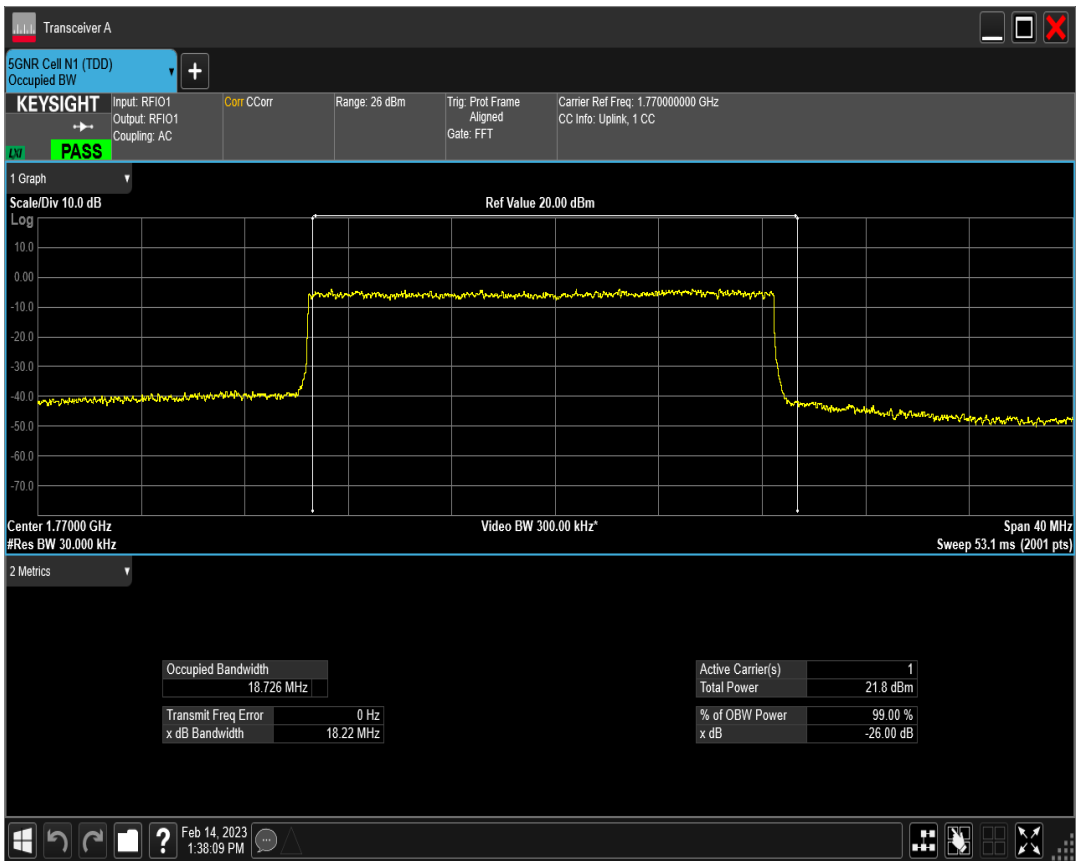 Transceiver A
5GNR Cell N1 (TDD)
Occupied BW
+
KEYSIGHT
LXI
PASS
Input: RFIO1
Output: RFIO1
Coupling: AC
Corr CCorr
Range: 26 dBm
Trig: Prot Frame
Aligned
Gate: FFT
Carrier Ref Freq: 1.770000000 GHz
CC Info: Uplink, 1 CC
1 Graph
Scale/Div 10.0 dB
Ref Value 20.00 dBm
Log
10.0
0.00
-10.0
-20.0
-30.0
-40.0
-50.0
-60.0
-70.0
Center 1.77000 GHz
Video BW 300.00 kHz*
Span 40 MHz
#Res BW 30.000 kHz
Sweep 53.1 ms (2001 pts)
2 Metrics
Occupied Bandwidth
18.726 MHz
Transmit Freq Error 0 Hz
x dB Bandwidth 18.22 MHz
Active Carrier(s) 1
Total Power 21.8 dBm
% of OBW Power 99.00 %
x dB -26.00 dB
?
Feb 14, 2023
1:38:09 PM